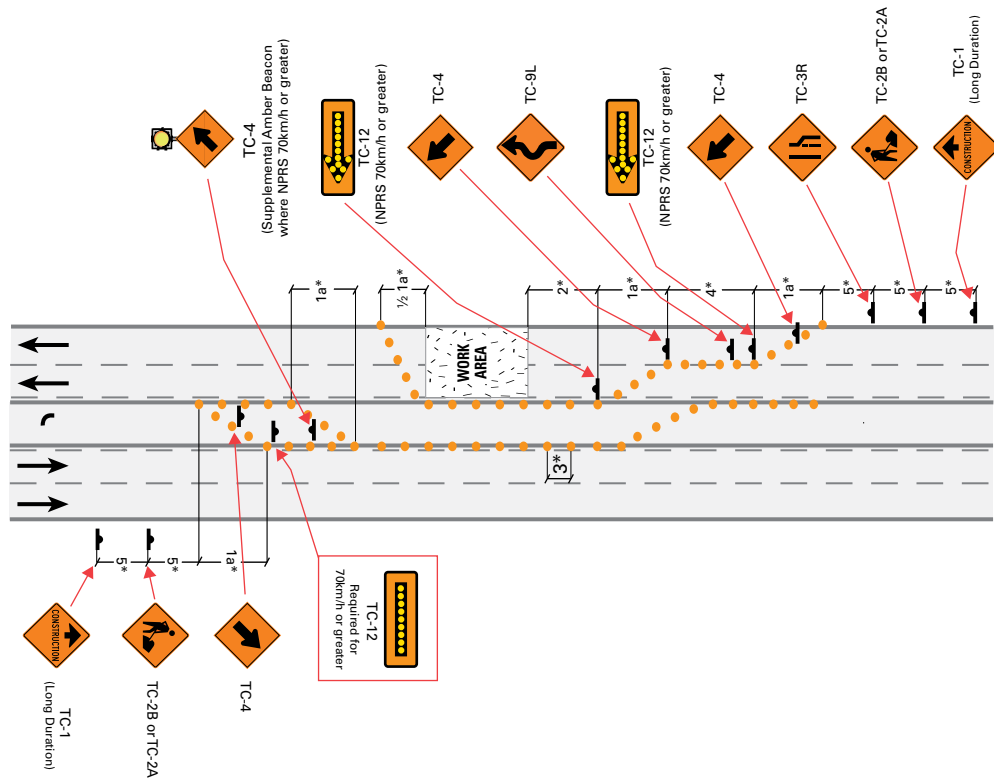 TC-4
(Supplemental Amber Beacon
where NPRS 70km/h or greater)
TC-12
(NPRS 70km/h or greater)
TC-4
TC-9L
TC-12
(NPRS 70km/h or greater)
TC-4
TC-3R
TC-2B or TC-2A
CONSTRUCTION
TC-1
(Long Duration)
1a*
½ 1a*
2*
1a*
4*
1a*
5*
5*
5*
WORK
AREA
3*
5*
5*
1a*
CONSTRUCTION
TC-1
(Long Duration)
TC-2B or TC-2A
TC-4
TC-12
Required for
70km/h or greater